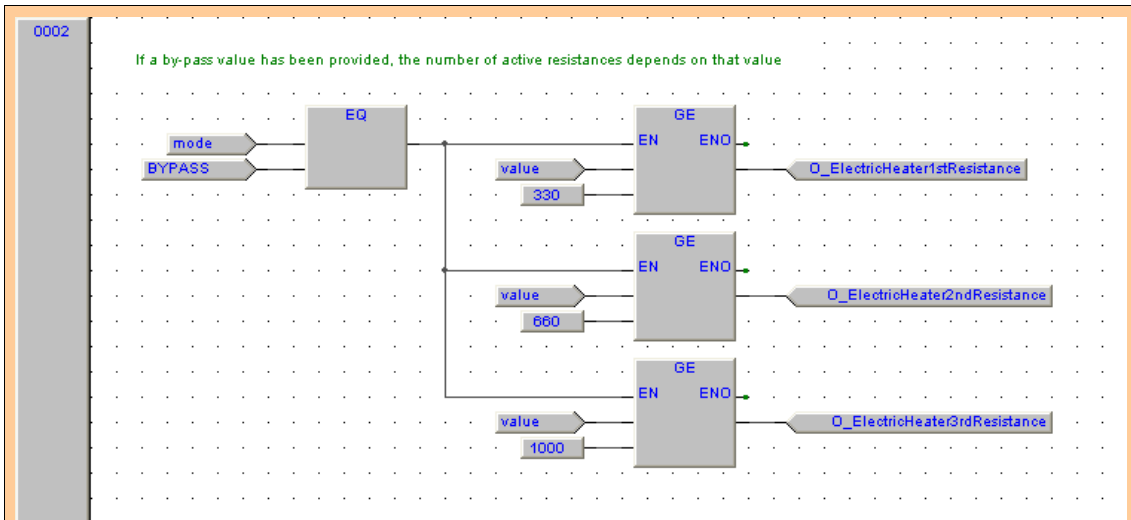 0002
If a by-pass value has been provided, the number of active resistances depends on that value
EQ
mode
BYPASS
GE
EN ENO
value
330
O_ElectricHeater1stResistance
GE
EN ENO
value
660
O_ElectricHeater2ndResistance
GE
EN ENO
value
1000
O_ElectricHeater3rdResistance